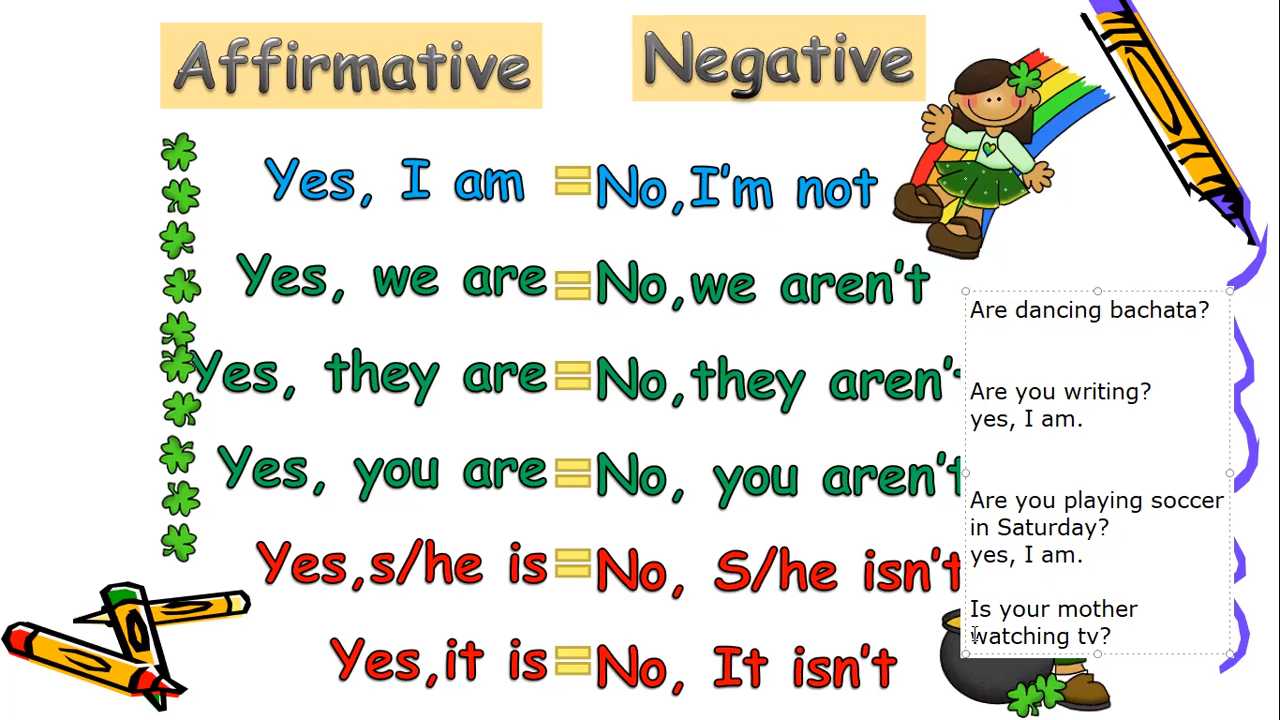 Affirmative
Negative
Yes, I am = No,I'm not
Yes, we are = No,we aren't
Yes, they are = No,they aren'
Yes, you are = No, you aren't
Yes,s/he is = No, S/he isn't
Yes,it is = No, It isn't
Are dancing bachata?
Are you writing?
yes, I am.
Are you playing soccer
in Saturday?
yes, I am.
Is your mother
watching tv?